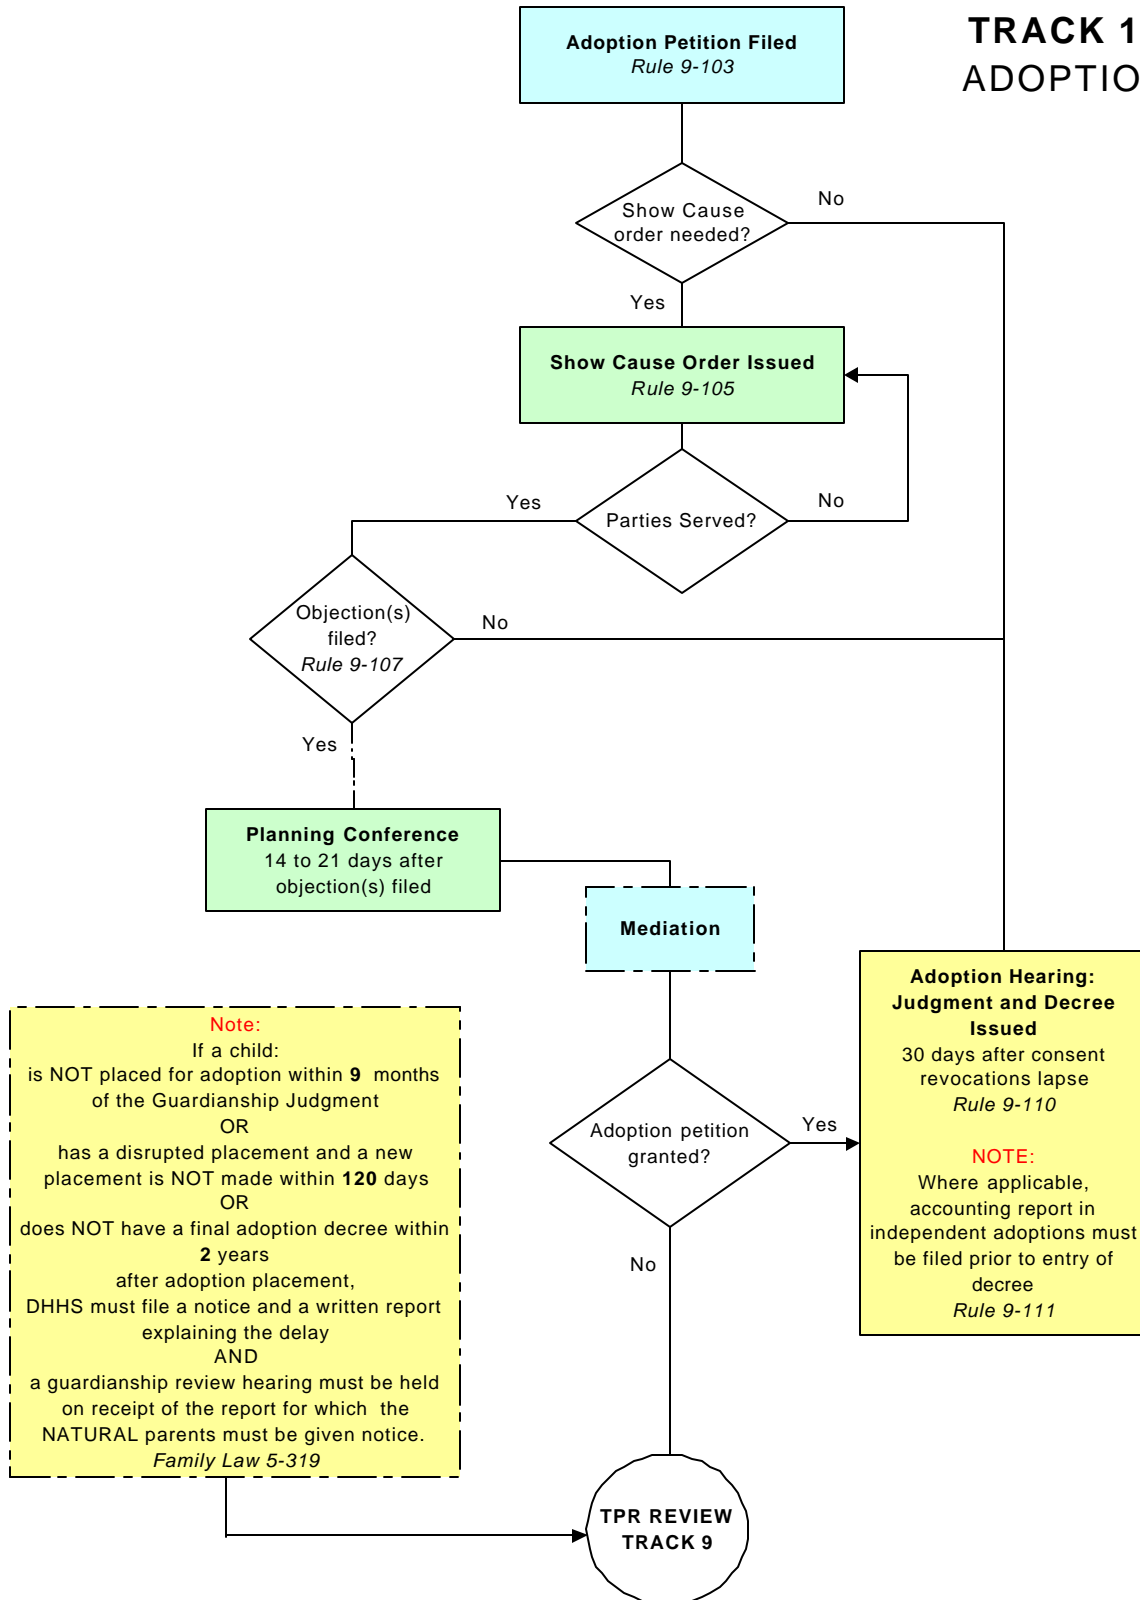 TRACK 1
ADOPTIO
Adoption Petition Filed
Rule 9-103
Show Cause
order needed?
No
Yes
Show Cause Order Issued
Rule 9-105
Parties Served?
Yes
No
Objection(s)
filed?
Rule 9-107
No
Yes
Planning Conference
14 to 21 days after
objection(s) filed
Mediation
Adoption Hearing:
Judgment and Decree
Issued
30 days after consent
revocations lapse
Rule 9-110
NOTE:
Where applicable,
accounting report in
independent adoptions must
be filed prior to entry of
decree
Rule 9-111
Adoption petition
granted?
Yes
No
Note:
If a child:
is NOT placed for adoption within 9 months
of the Guardianship Judgment
OR
has a disrupted placement and a new
placement is NOT made within 120 days
OR
does NOT have a final adoption decree within
2 years
after adoption placement,
DHHS must file a notice and a written report
explaining the delay
AND
a guardianship review hearing must be held
on receipt of the report for which the
NATURAL parents must be given notice.
Family Law 5-319
TPR REVIEW
TRACK 9